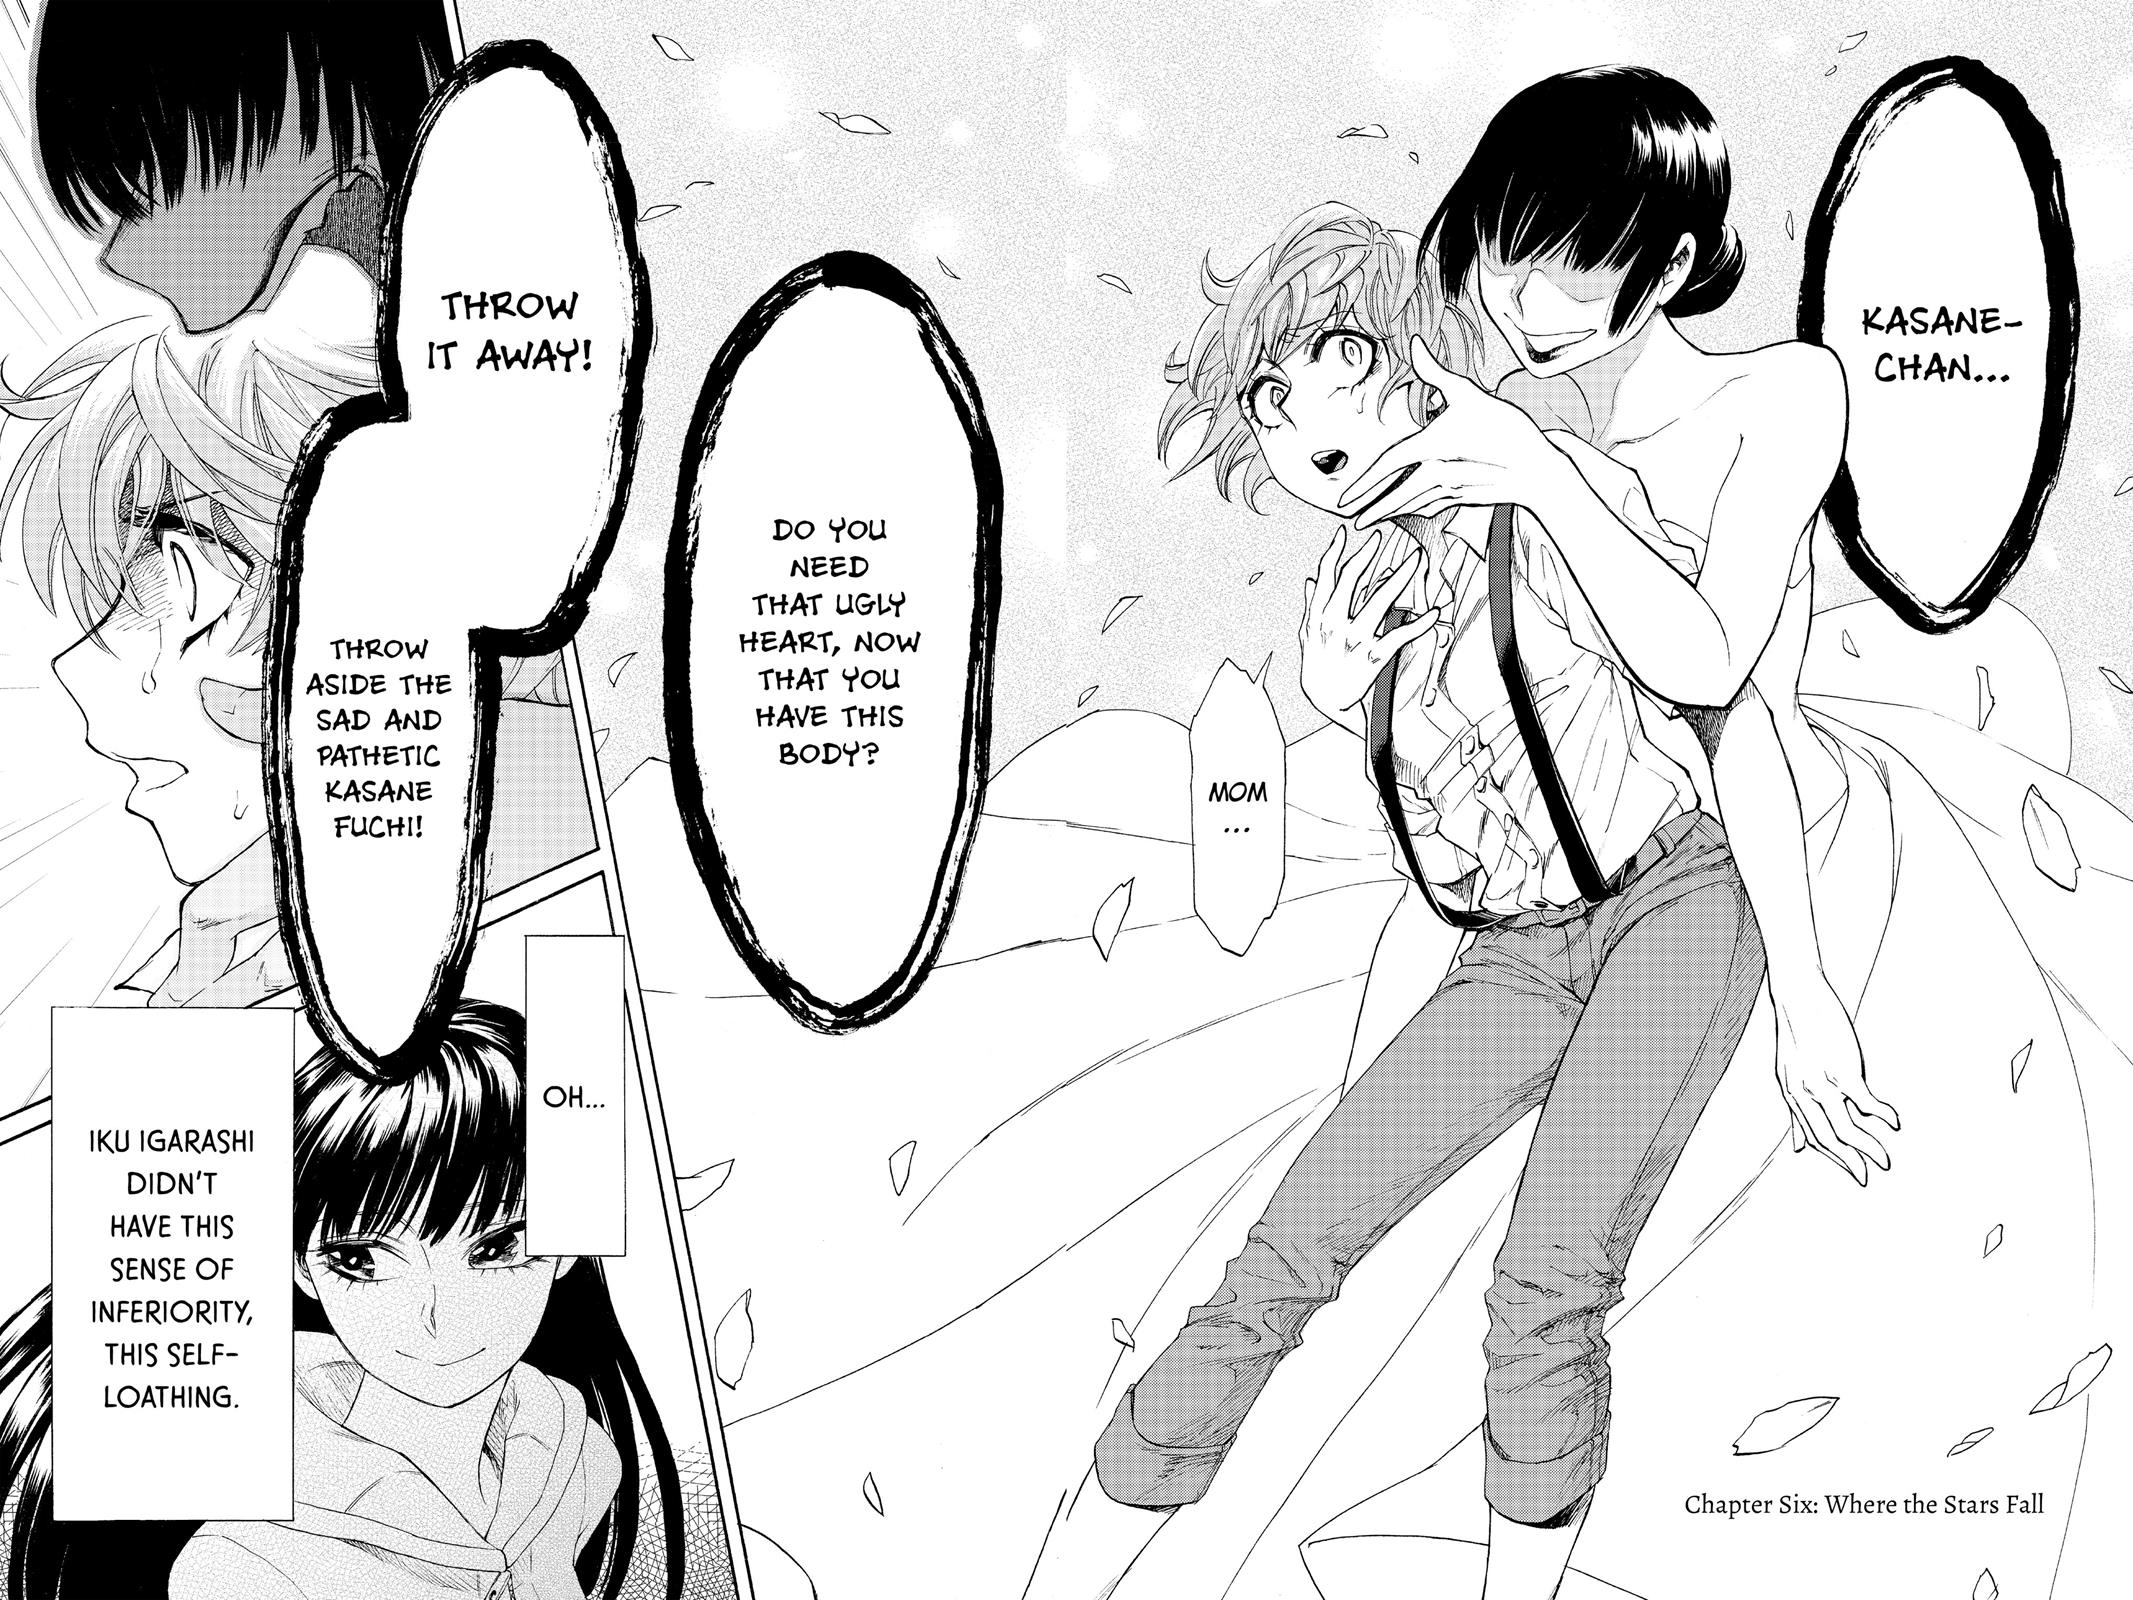 KASANE-
CHAN...
MOM
...
DO YOU
NEED
THAT UGLY
HEART, NOW
THAT YOU
HAVE THIS
BODY?
THROW
IT AWAY!
THROW
ASIDE THE
SAD AND
PATHETIC
KASANE
FUCHI!
OH...
IKU IGARASHI
DIDN'T
HAVE THIS
SENSE OF
INFERIORITY,
THIS SELF-
LOATHING.
Chapter Six: Where the Stars Fall